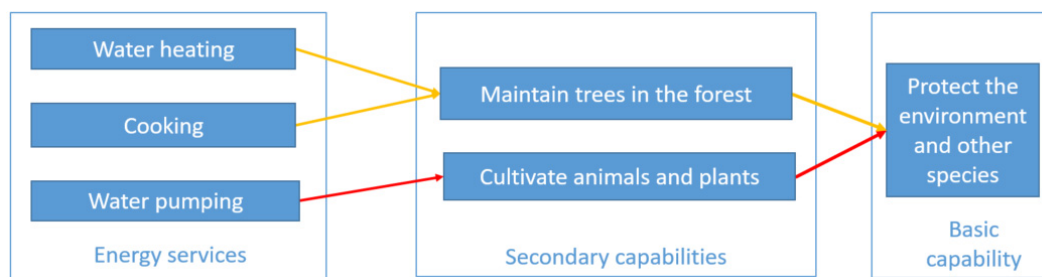 Water heating
Cooking
Water pumping
Energy services
Maintain trees in the forest
Cultivate animals and plants
Secondary capabilities
Protect the
environment
and other
species
Basic
capability